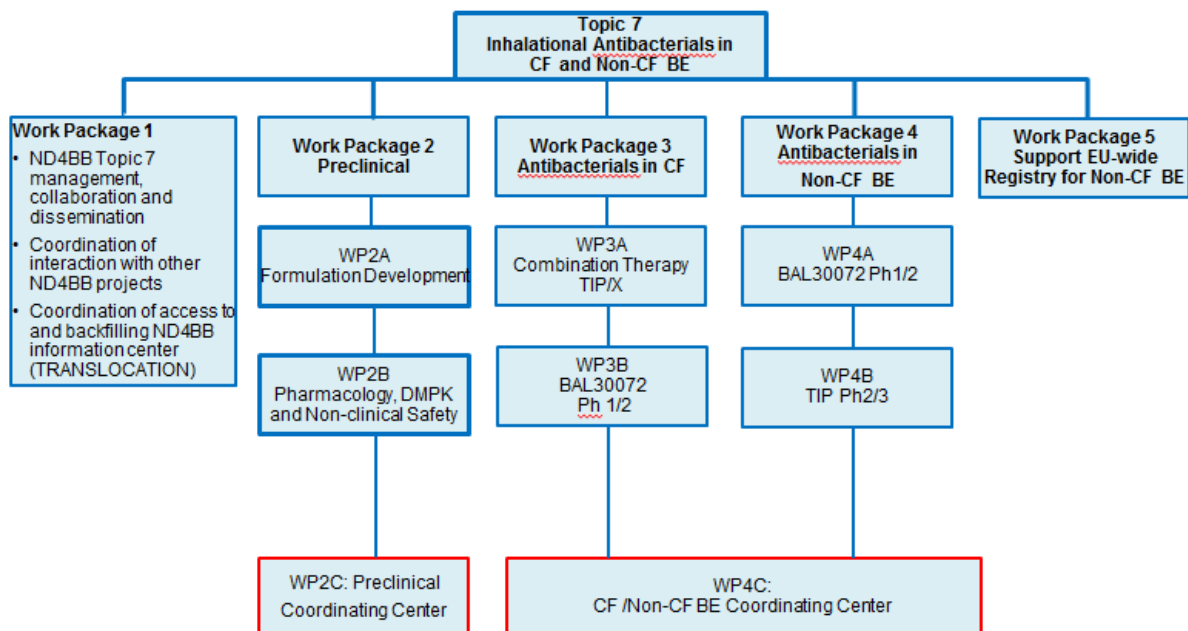 Topic 7
Inhalational Antibacterials in
CF and Non-CF BE
Work Package 1
• ND4BB Topic 7
management,
collaboration and
dissemination
• Coordination of
interaction with other
ND4BB projects
• Coordination of access to
and backfilling ND4BB
information center
(TRANSLOCATION)
Work Package 2
Preclinical
WP2A
Formulation Development
WP2B
Pharmacology, DMPK
and Non-clinical Safety
WP2C: Preclinical
Coordinating Center
Work Package 3
Antibacterials in CF
WP3A
Combination Therapy
TIP/X
WP3B
BAL30072
Ph 1/2
Work Package 4
Antibacterials in
Non-CF BE
WP4A
BAL30072 Ph1/2
WP4B
TIP Ph2/3
WP4C:
CF /Non-CF BE Coordinating Center
Work Package 5
Support EU-wide
Registry for Non-CF BE